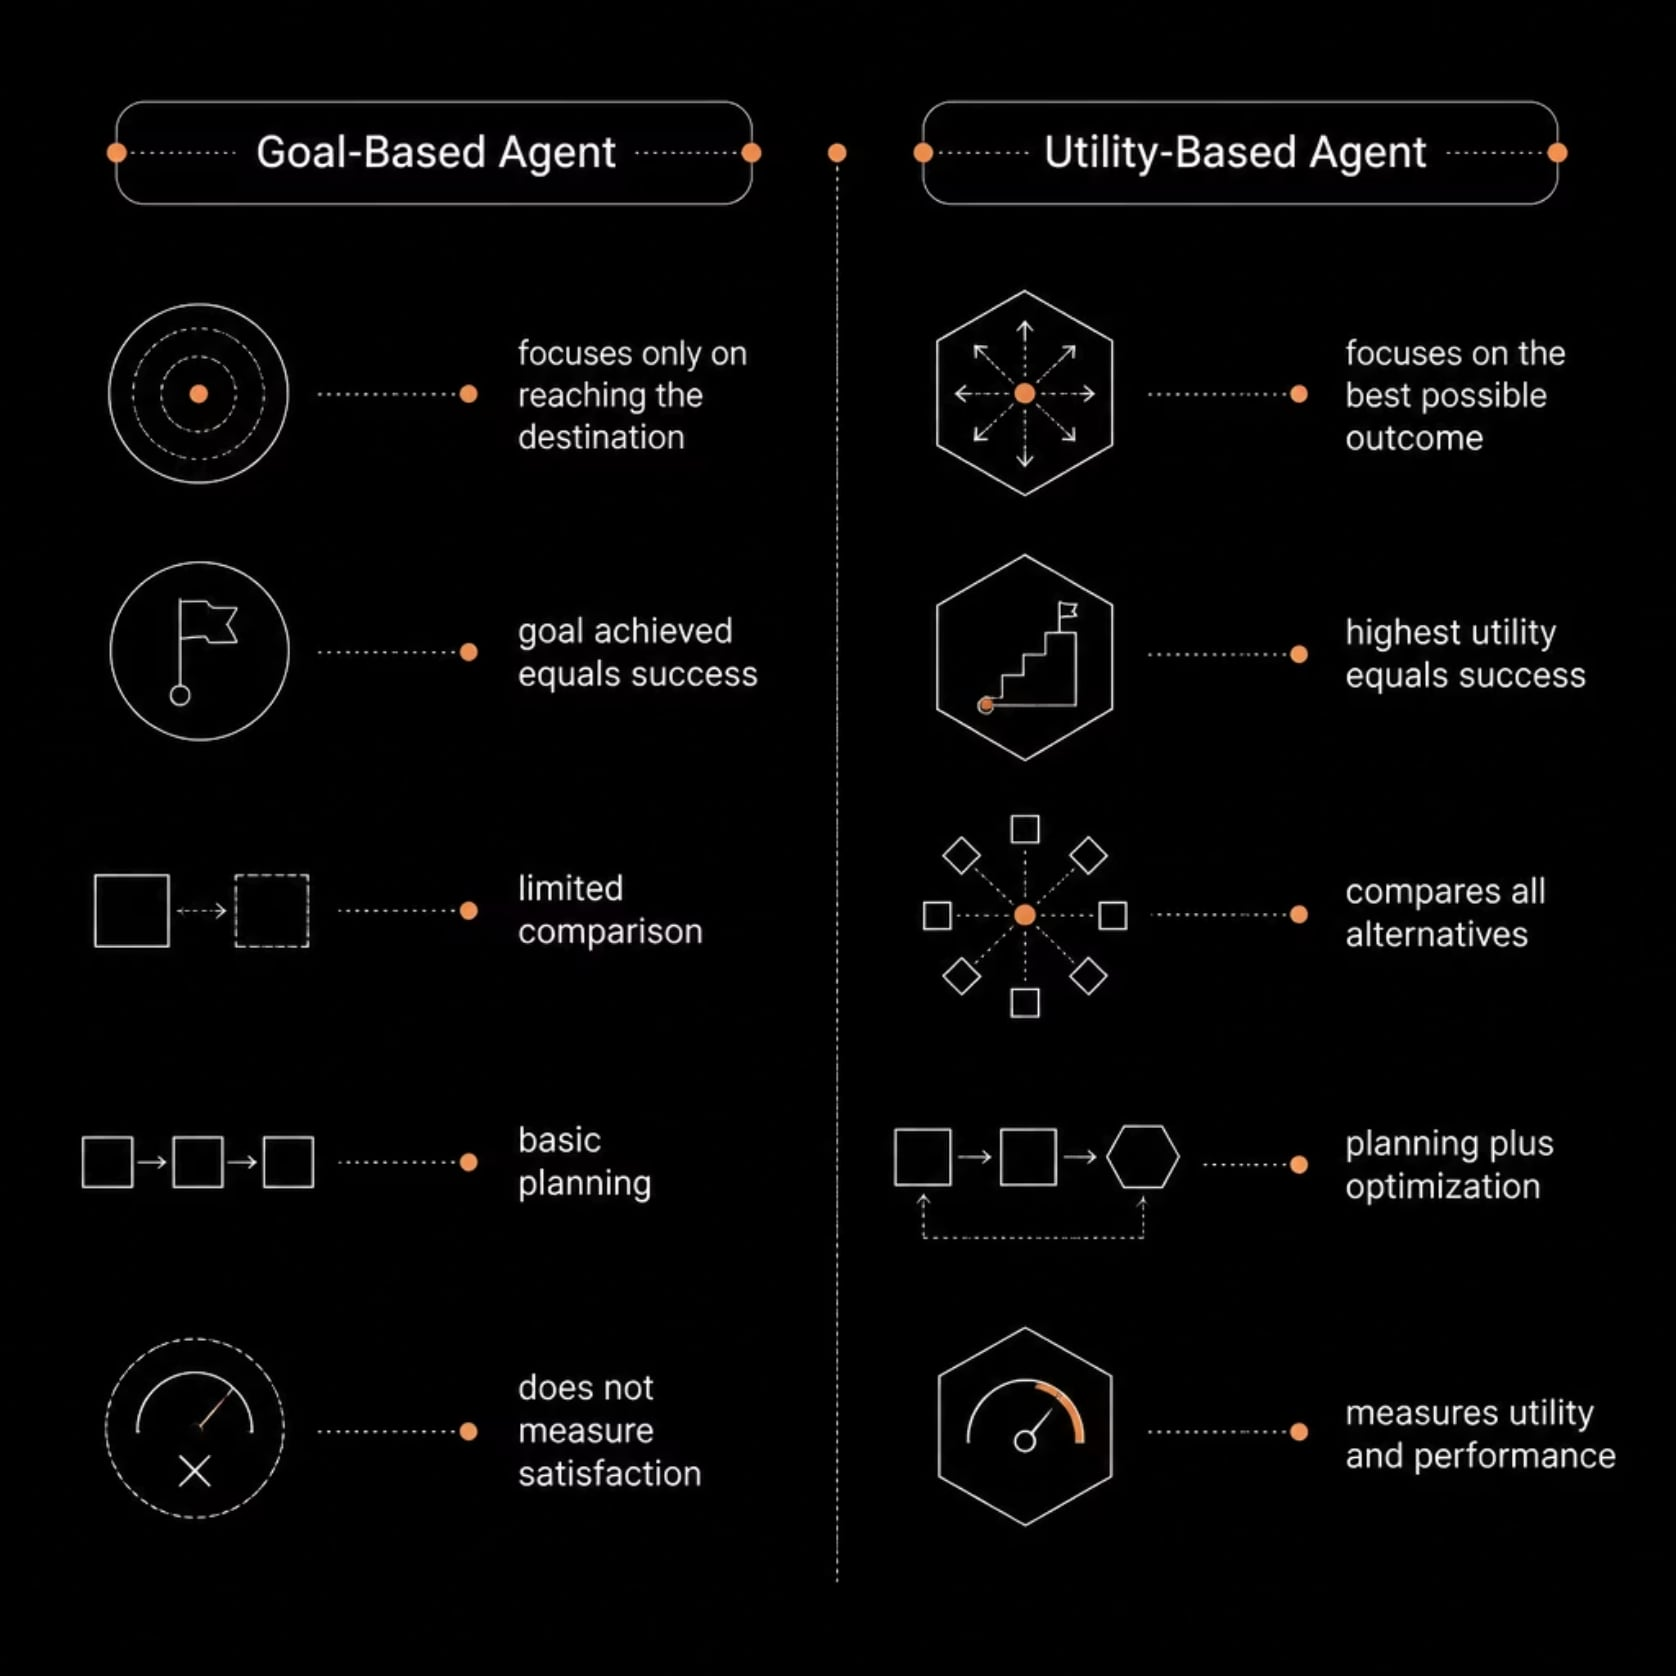 Goal-Based Agent
focuses only on
reaching the
destination
goal achieved
equals success
limited
comparison
basic
planning
does not
measure
satisfaction
Utility-Based Agent
focuses on the
best possible
outcome
highest utility
equals success
compares all
alternatives
planning plus
optimization
measures utility
and performance